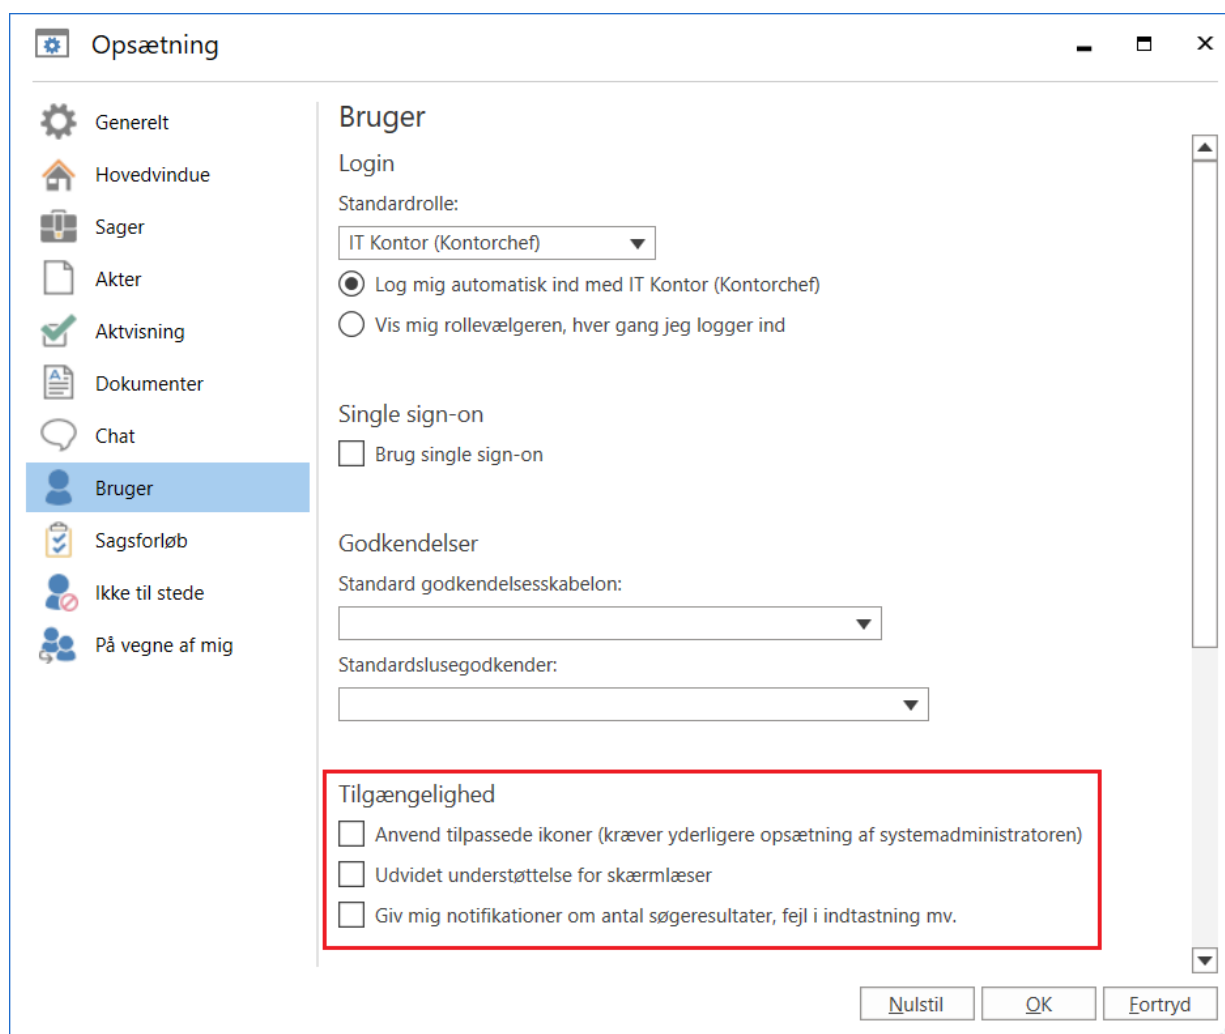 Opsætning
Generelt
Hovedvindue
Sager
Akter
Aktvisning
Dokumenter
Chat
Bruger
Sagsforløb
Ikke til stede
På vegne af mig
Bruger
Login
Standardrolle:
IT Kontor (Kontorchef)
Log mig automatisk ind med IT Kontor (Kontorchef)
Vis mig rollevælgeren, hver gang jeg logger ind
Single sign-on
Brug single sign-on
Godkendelser
Standard godkendelsesskabelon:
Standardslusegodkender:
Tilgængelighed
Anvend tilpassede ikoner (kræver yderligere opsætning af systemadministratoren)
Udvidet understøttelse for skærmlæser
Giv mig notifikationer om antal søgeresultater, fejl i indtastning mv.
Nulstil
OK
Fortryd